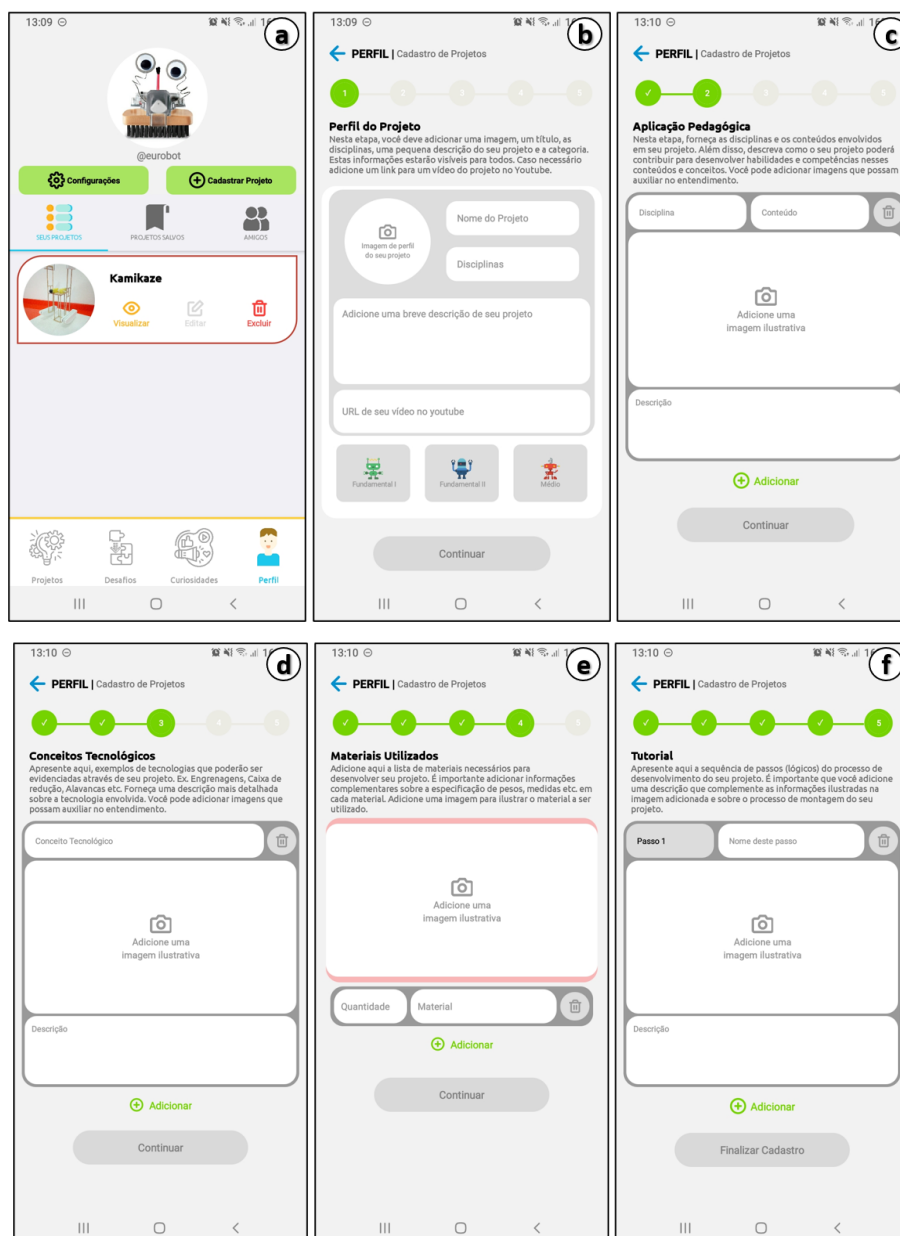 13:09
16
a
@eurobot
Configurações
Cadastrar Projeto
SEUS PROJETOS
PROJETOS SALVOS
AMIGOS
Kamikaze
Visualizar
Editar
Excluir
Projetos
Desafios
Curiosidades
Perfil
13:09
b
PERFIL | Cadastro de Projetos
1 2 3 4 5
Perfil do Projeto
Nesta etapa, você deve adicionar uma imagem, um título, as
disciplinas, uma pequena descrição do seu projeto e a categoria.
Estas informações estarão visíveis para todos. Caso necessário
adicione um link para um vídeo do projeto no Youtube.
Imagem de perfil
do seu projeto
Nome do Projeto
Disciplinas
Adicione uma breve descrição de seu projeto
URL de seu vídeo no youtube
Fundamental I
Fundamental II
Médio
Continuar
13:10
16
c
PERFIL | Cadastro de Projetos
2 3 4 5
Aplicação Pedagógica
Nesta etapa, forneça as disciplinas e os conteúdos envolvidos
em seu projeto. Além disso, descreva como o seu projeto poderá
contribuir para desenvolver habilidades e competências nesses
conteúdos e conceitos. Você pode adicionar imagens que possam
auxiliar no entendimento.
Disciplina
Conteúdo
Adicione uma
imagem ilustrativa
Descrição
Adicionar
Continuar
13:10
16
d
PERFIL | Cadastro de Projetos
3 4 5
Conceitos Tecnológicos
Apresente aqui, exemplos de tecnologias que poderão ser
evidenciadas através de seu projeto. Ex. Engrenagens, Caixa de
redução, Alavancas etc. Forneça uma descrição mais detalhada
sobre a tecnologia envolvida. Você pode adicionar imagens que
possam auxiliar no entendimento.
Conceito Tecnológico
Adicione uma
imagem ilustrativa
Descrição
Adicionar
Continuar
13:10
e
PERFIL | Cadastro de Projetos
4 5
Materiais Utilizados
Adicione aqui a lista de materiais necessários para
desenvolver seu projeto. É importante adicionar informações
complementares sobre a especificação de pesos, medidas etc. em
cada material. Adicione uma imagem para ilustrar o material a ser
utilizado.
Adicione uma
imagem ilustrativa
Quantidade
Material
Adicionar
Continuar
13:10
16
f
PERFIL | Cadastro de Projetos
5
Tutorial
Apresente aqui a sequência de passos (lógicos) do processo de
desenvolvimento do seu projeto. É importante que você adicione
uma descrição que complemente as informações ilustradas na
imagem adicionada e sobre o processo de montagem do seu
projeto.
Passo 1
Nome deste passo
Adicione uma
imagem ilustrativa
Descrição
Adicionar
Finalizar Cadastro